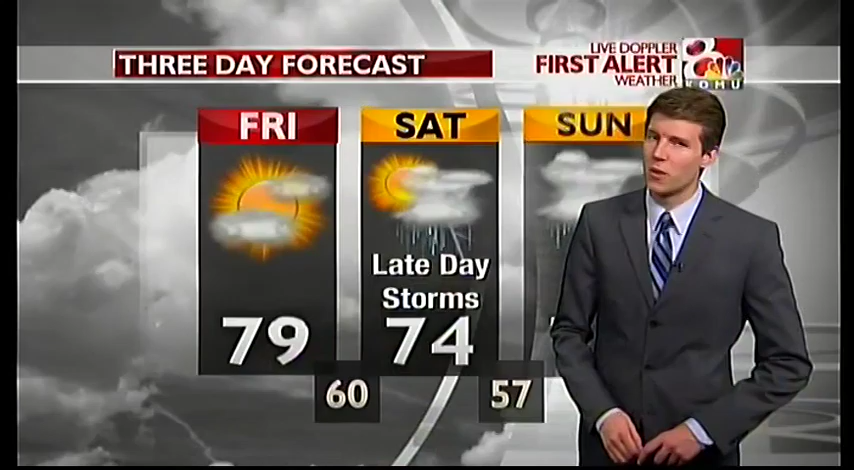 THREE DAY FORECAST
LIVE DOPPLER
FIRST ALERT
WEATHER
8
KOMU
FRI
SAT
SUN
Late Day
Storms
79
74
60
57